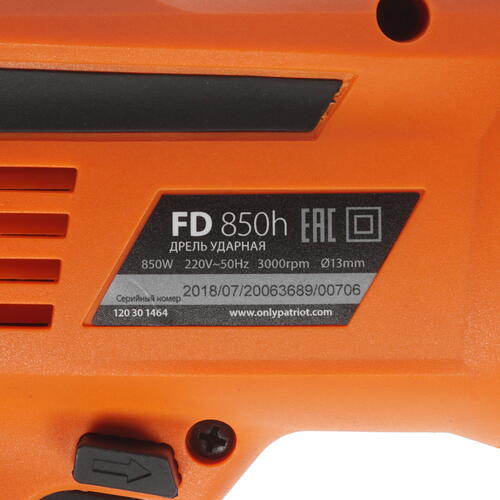 FD 850h EAC
ДРЕЛЬ УДАРНАЯ
850W 220V~50Hz 3000rpm Ø13mm
Серийный номер 2018/07/20063689/00706
120 30 1464 www.onlypatriot.com